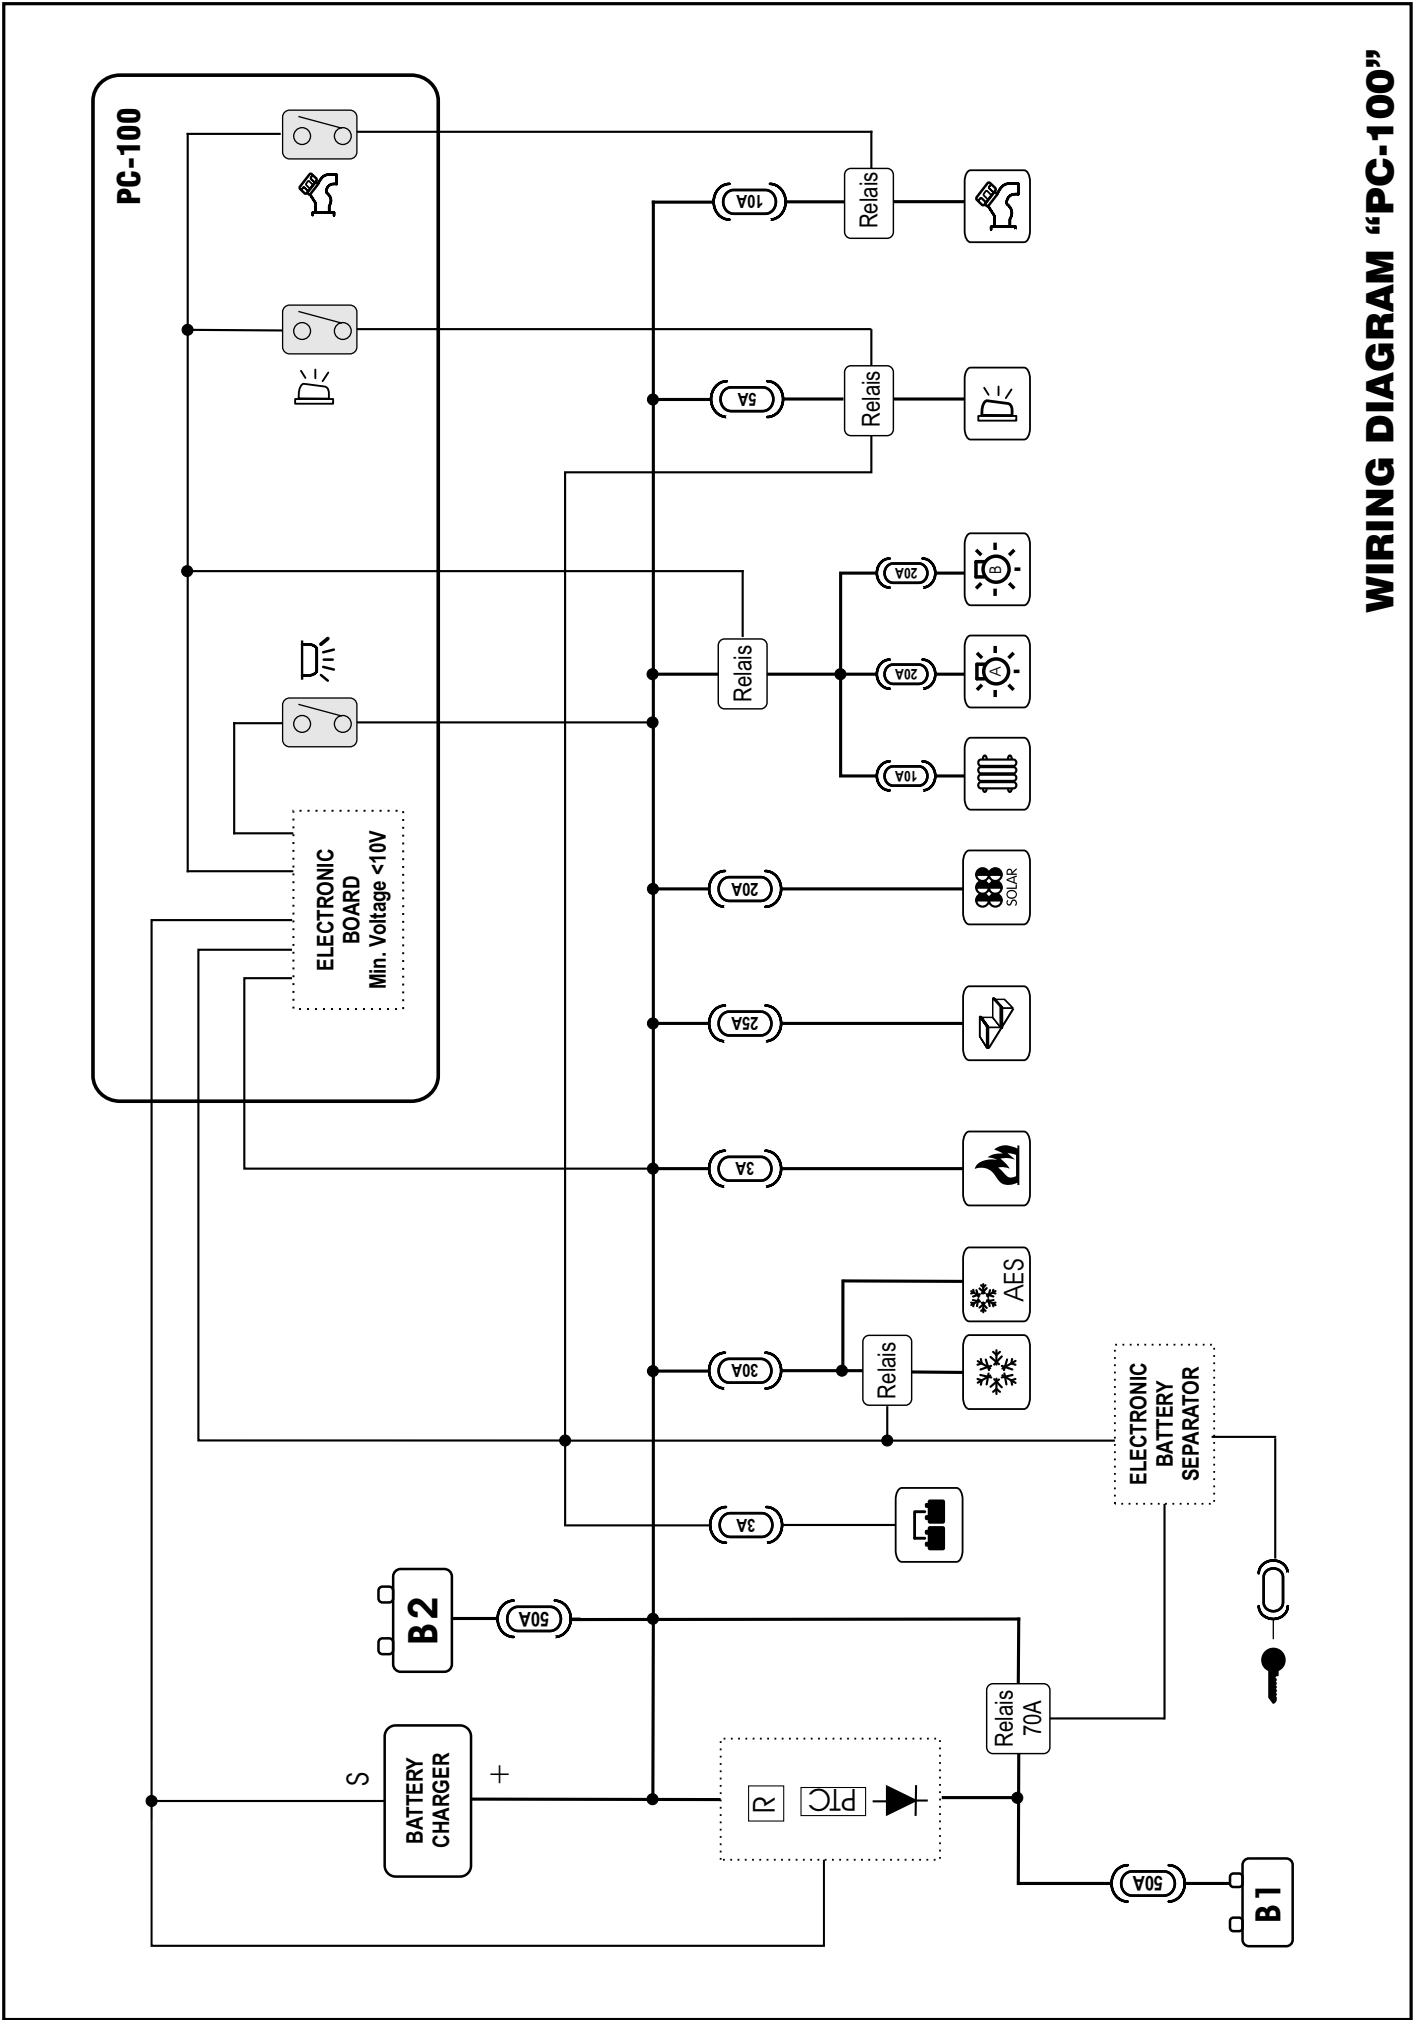 WIRING DIAGRAM “PC-100”
PC-100
ELECTRONIC
BOARD
Min. Voltage <10V
10A
Relais
5A
Relais
Relais
20A
B
20A
A
10A
20A
SOLAR
25A
3A
30A
Relais
AES
3A
ELECTRONIC
BATTERY
SEPARATOR
B2
50A
Relais
70A
S
BATTERY
CHARGER
+
R
PTC
50A
B1